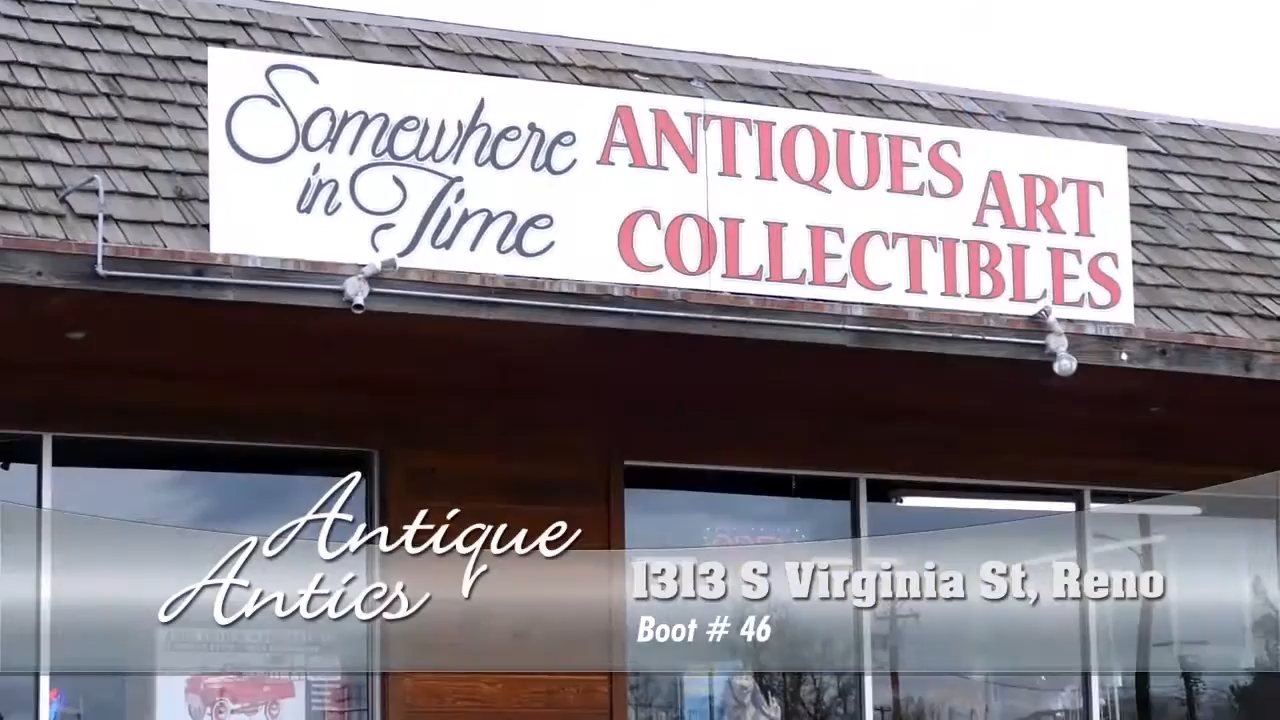 Somewhere
in Time
ANTIQUES ART
COLLECTIBLES
Antique
Antics
1313 S Virginia St, Reno
Boot # 46